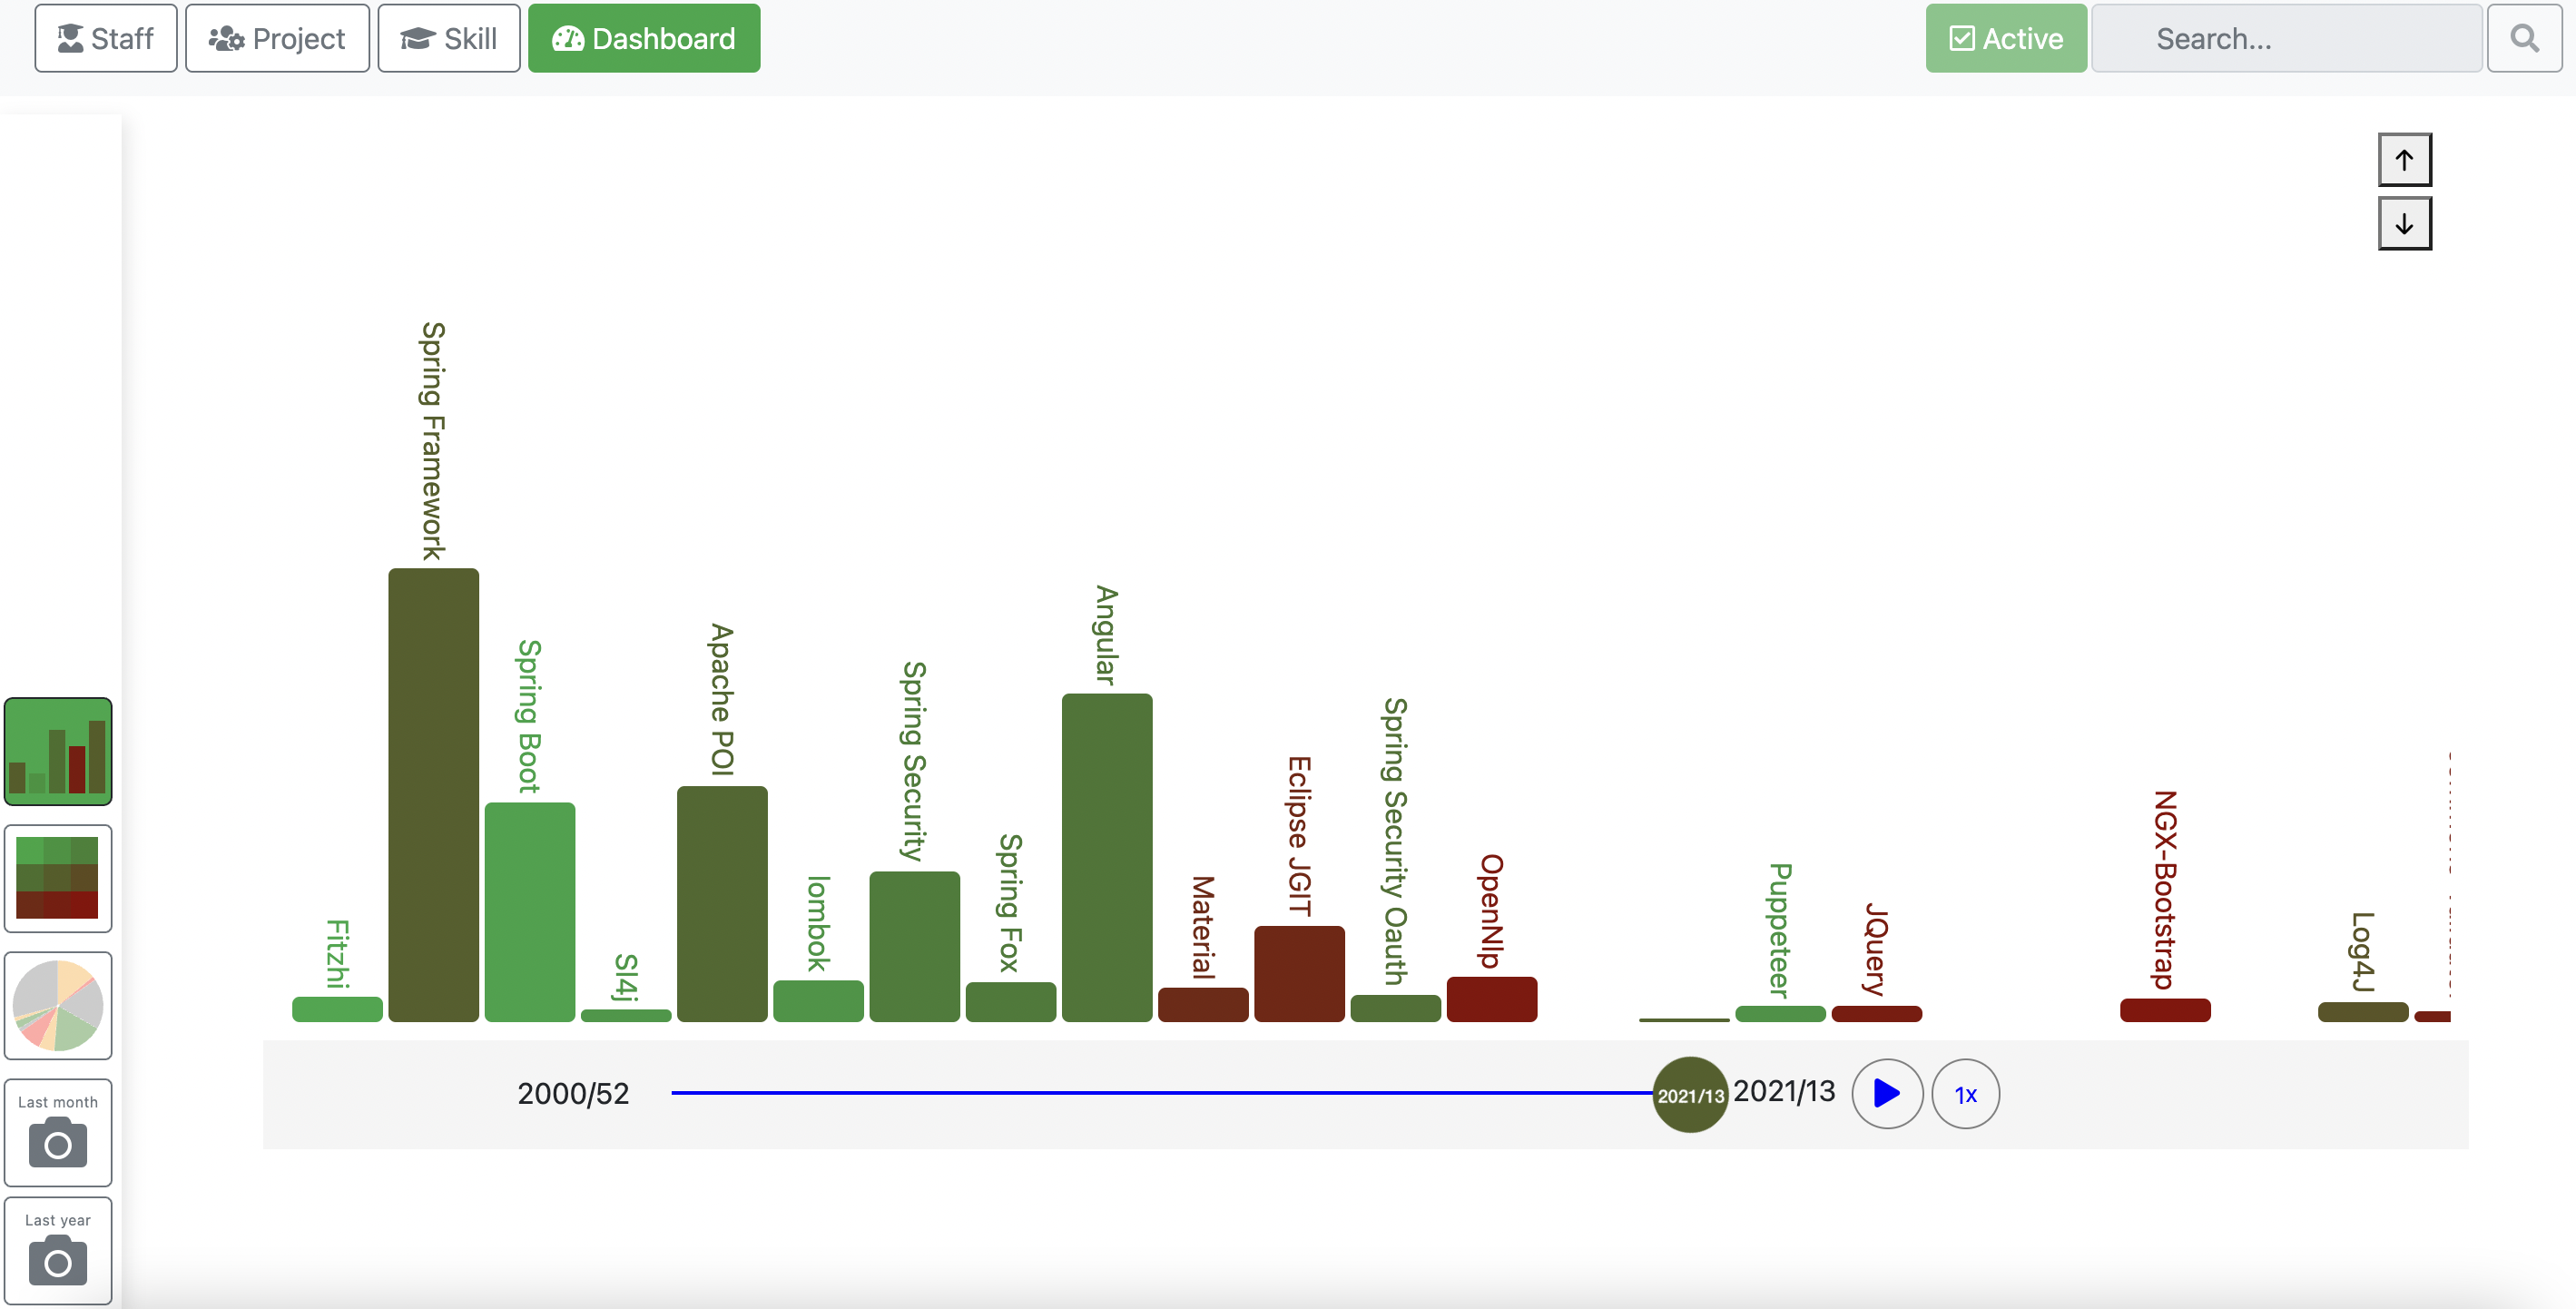 Staff
Project
Skill
Dashboard
Active
Search...
Spring Framework
Angular
Apache POI
Spring Boot
Spring Security
Spring Security Oauth
Eclipse JGIT
NGX-Bootstrap
Spring Fox
OpenNlp
Puppeteer
lombok
Material
JQuery
Log4J
Fitzhi
Sl4j
2000/52
2021/13
2021/13
1x
Last month
Last year